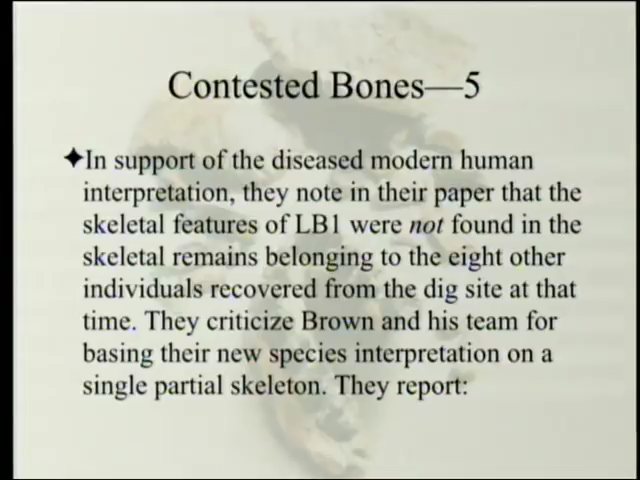 Contested Bones—5
✦In support of the diseased modern human
interpretation, they note in their paper that the
skeletal features of LB1 were not found in the
skeletal remains belonging to the eight other
individuals recovered from the dig site at that
time. They criticize Brown and his team for
basing their new species interpretation on a
single partial skeleton. They report: